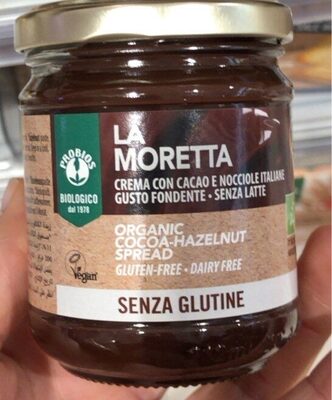 PROBIOS
BIOLOGICO
dal 1978
LA
MORETTA
CREMA CON CACAO E NOCCIOLE ITALIANE
GUSTO FONDENTE • SENZA LATTE
ORGANIC
COCOA-HAZELNUT
SPREAD
GLUTEN-FREE • DAIRY FREE
Vegan
SENZA GLUTINE